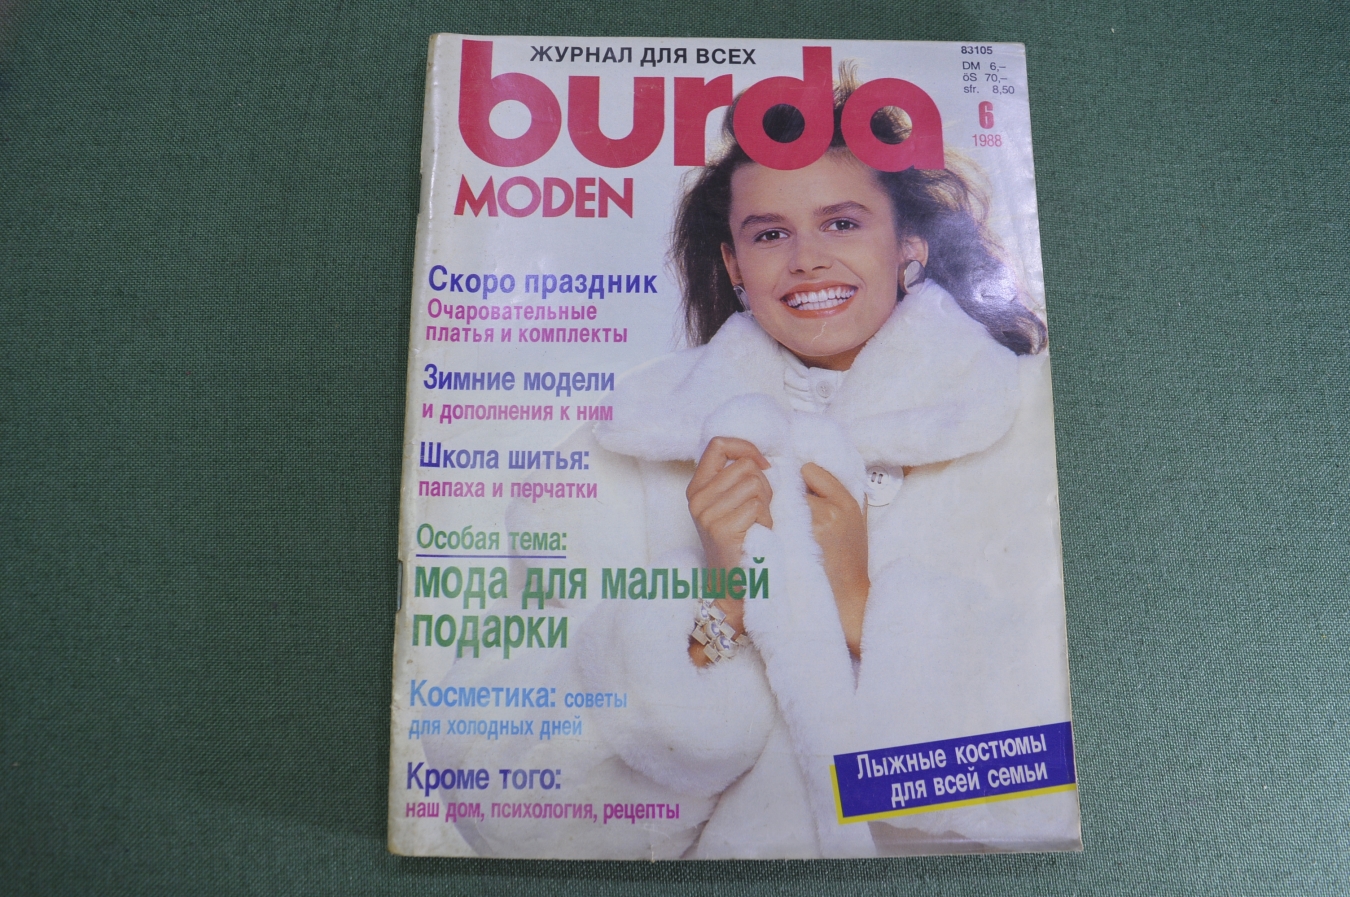 ЖУРНАЛ ДЛЯ ВСЕХ
burda
MODEN
83105
DM 6,–
öS 70,–
sfr. 8,50
6
1988
Скоро праздник
Очаровательные
платья и комплекты
Зимние модели
и дополнения к ним
Школа шитья:
папаха и перчатки
Особая тема:
мода для малышей
подарки
Косметика: советы
для холодных дней
Кроме того:
наш дом, психология, рецепты
Лыжные костюмы
для всей семьи